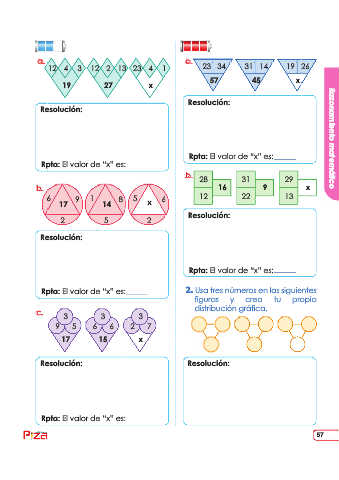 a.
12 4 3
19
12 2 13
27
23 4 1
x
Resolución:
Rpta: El valor de "x" es:
b.
6 17 9
2
1 14 8
5
5 x 6
2
Resolución:
Rpta: El valor de "x" es:______
c.
3
9 5
17
3
6 6
15
3
2 7
x
Resolución:
Rpta: El valor de "x" es:
a.
23 34
57
31 14
45
19 26
x
Resolución:
Rpta: El valor de "x" es:______
b.
28
12
16
31
22
9
29
13
x
Resolución:
Rpta: El valor de "x" es:______
2. Usa tres números en las siguientes
figuras y crea tu propia
distribución gráfica.
Resolución:
Razonamiento matemático
57